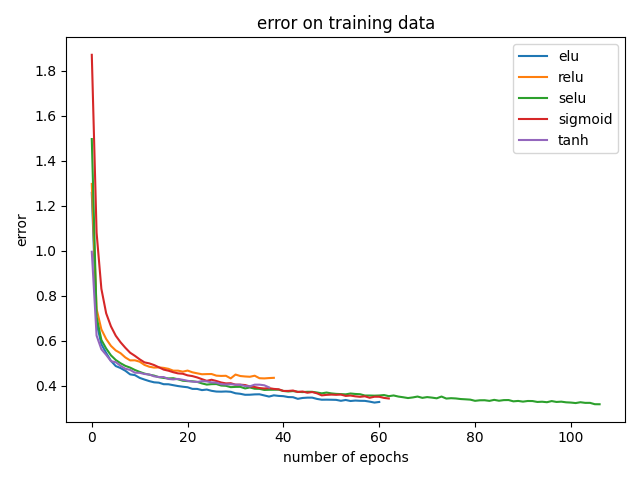 error on training data
1.8
1.6
1.4
1.2
1.0
0.8
0.6
0.4
error
0 20 40 60 80 100
number of epochs
elu
relu
selu
sigmoid
tanh